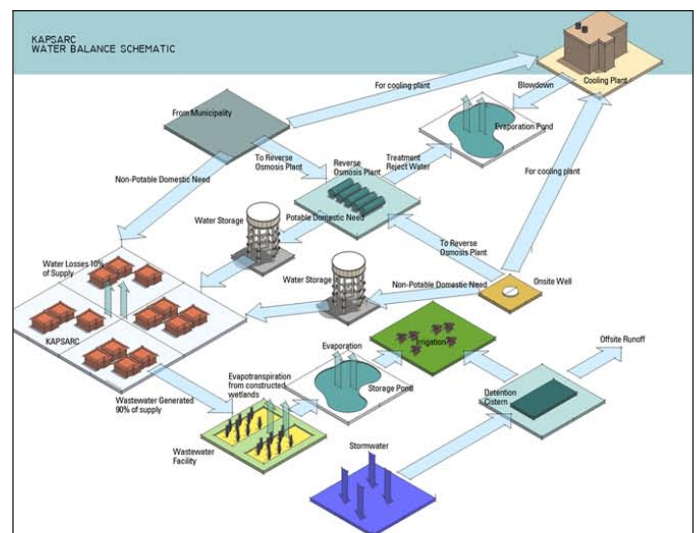 KAPSARC
WATER BALANCE SCHEMATIC
For cooling plant
Cooling Plant
Blowdown
From Municipality
Evaporation Pond
To Reverse
Osmosis Plant
Reverse
Osmosis Plant
Treatment
Reject Water
Non-Potable Domestic Need
For cooling plant
Water Storage
Potable Domestic Need
To Reverse
Osmosis Plant
Water Losses 10%
of Supply
Water Storage
Non-Potable Domestic Need
Onsite Well
KAPSARC
Evaporation
Irrigation
Offsite Runoff
Evapotranspiration
from constructed
wetlands
Storage Pond
Detention
Cistern
Wastewater Generated
90% of supply
Wastewater
Facility
Stormwater